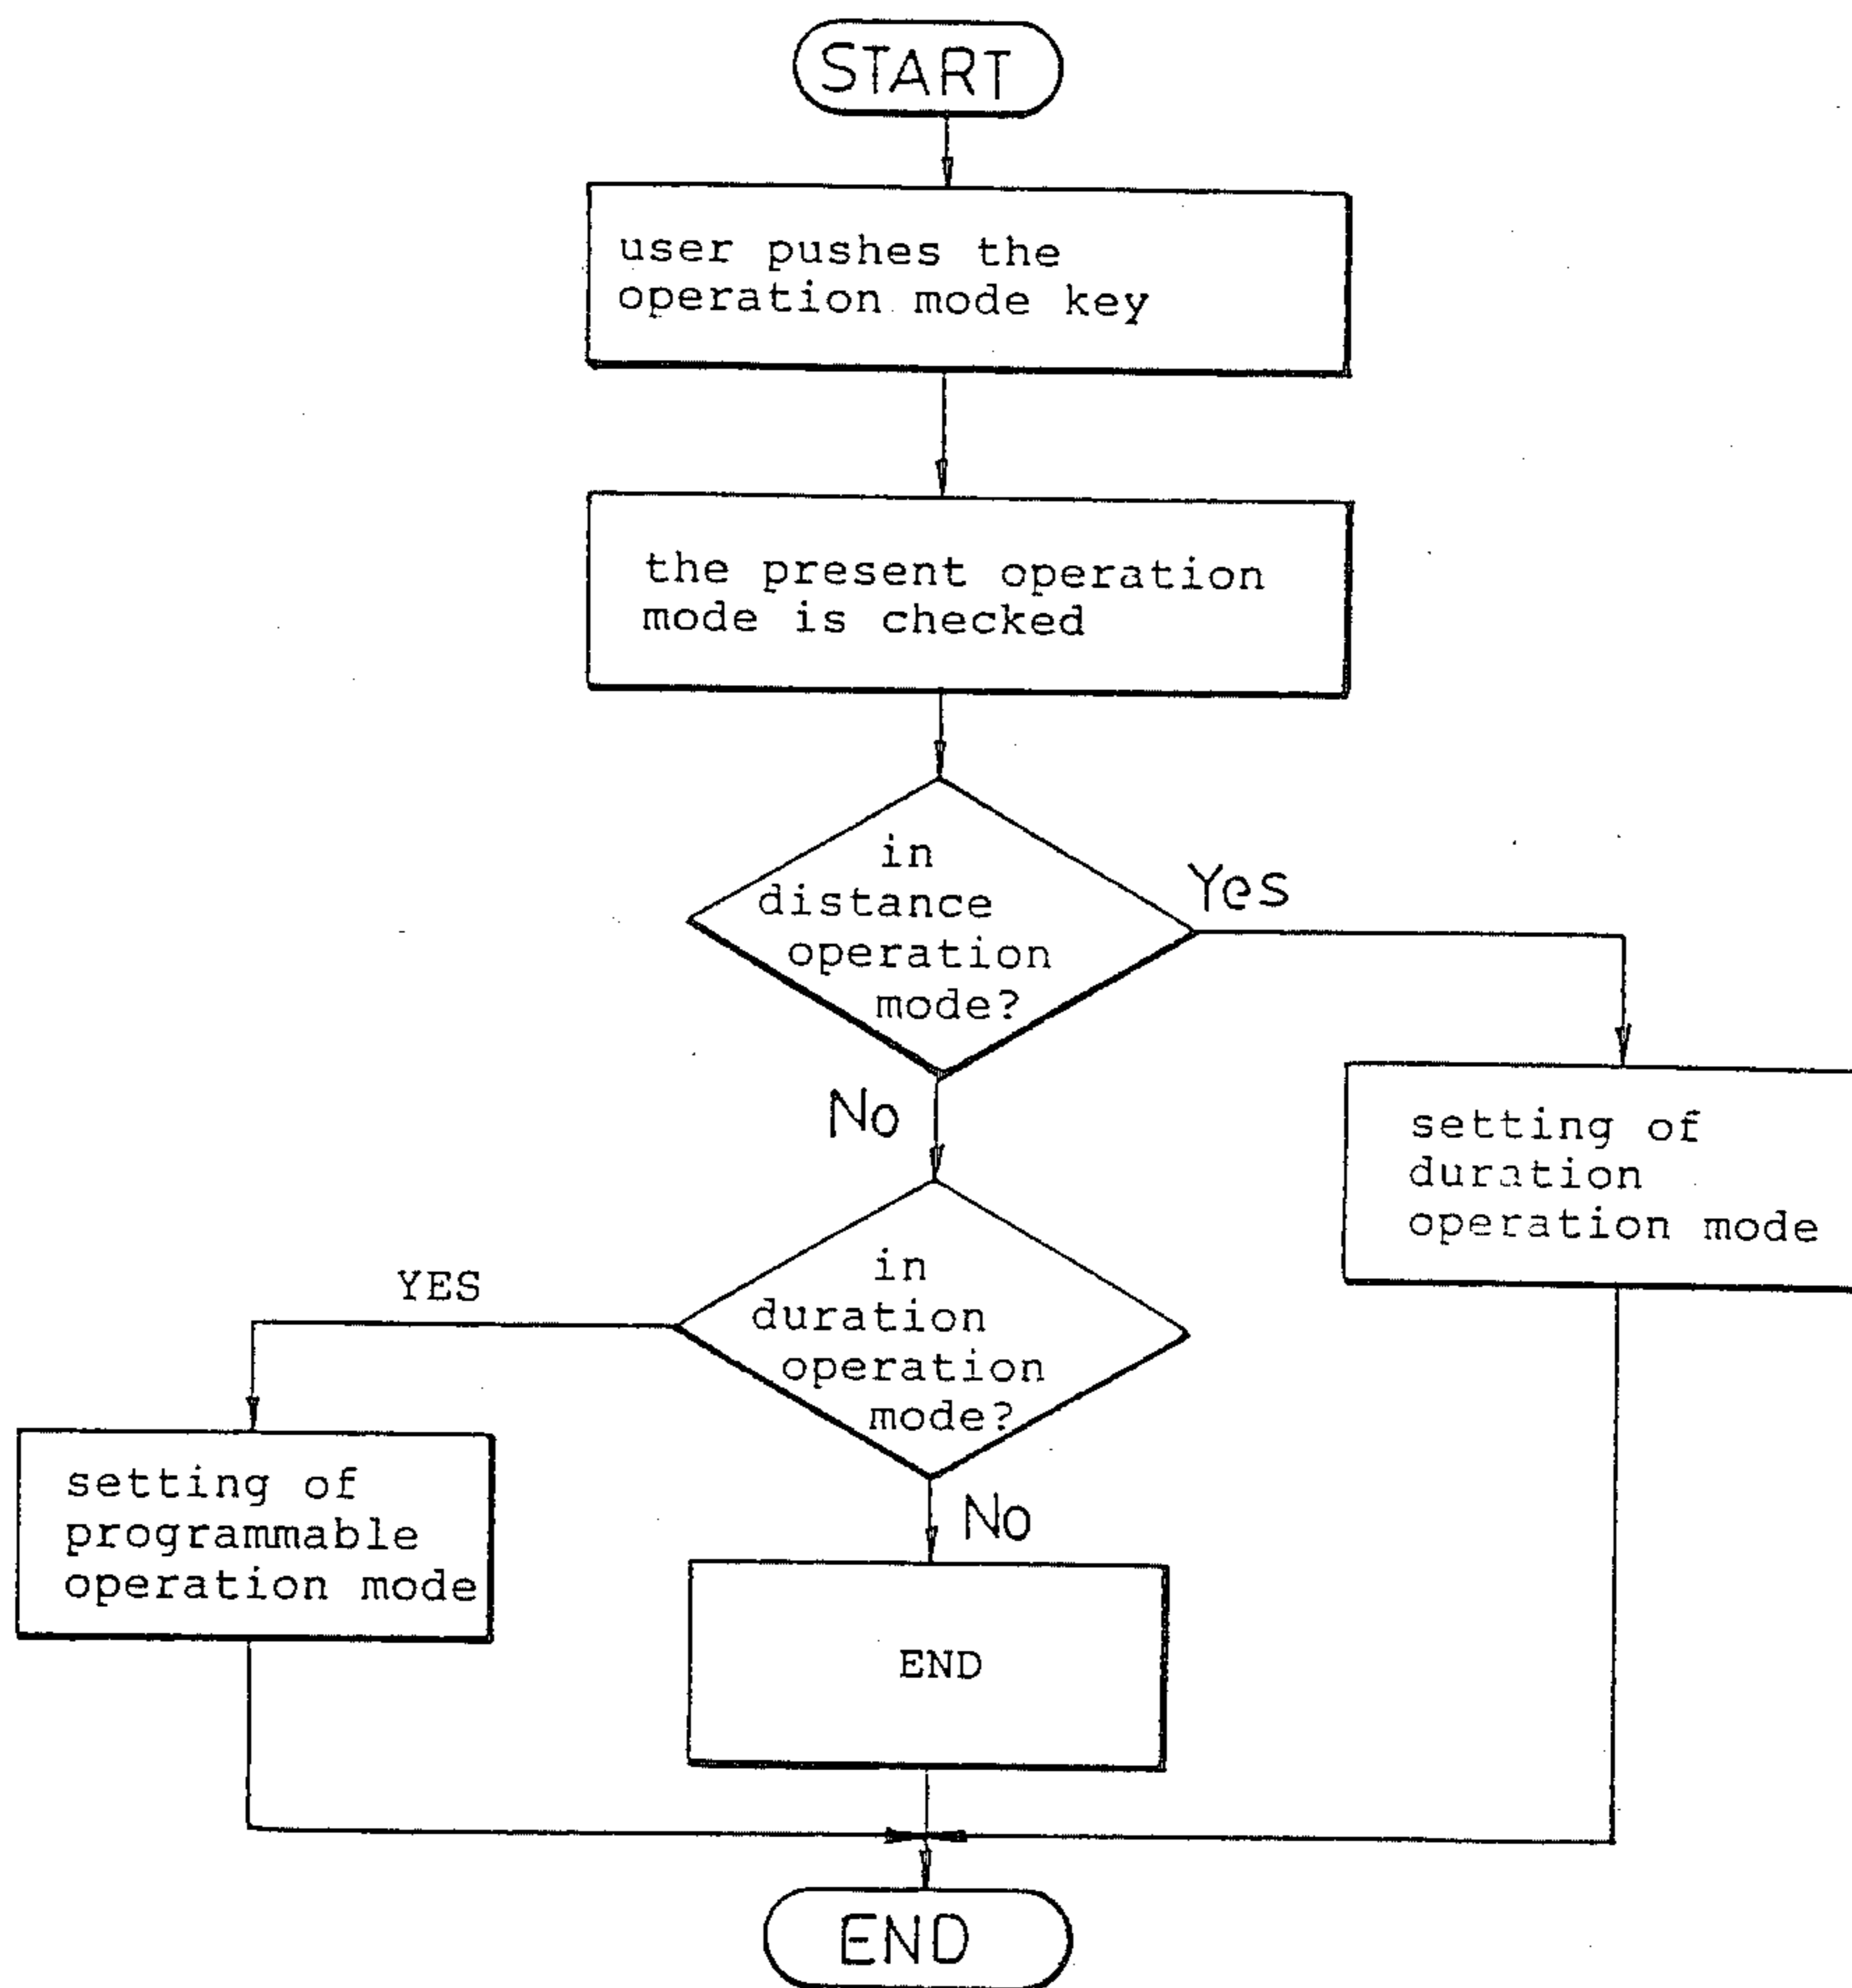 START
user pushes the
operation mode key
the present operation
mode is checked
in
distance
operation
mode?
Yes
No
setting of
duration
operation mode
in
duration
operation
mode?
YES
No
setting of
programmable
operation mode
END
END